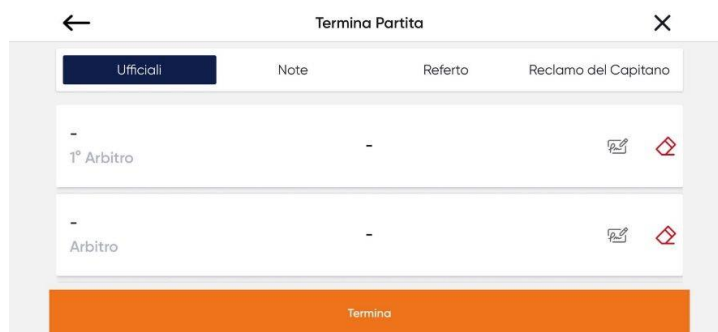 Termina Partita
Ufficiali Note Referto Reclamo del Capitano
-
1° Arbitro
-
-
Arbitro
-
Termina